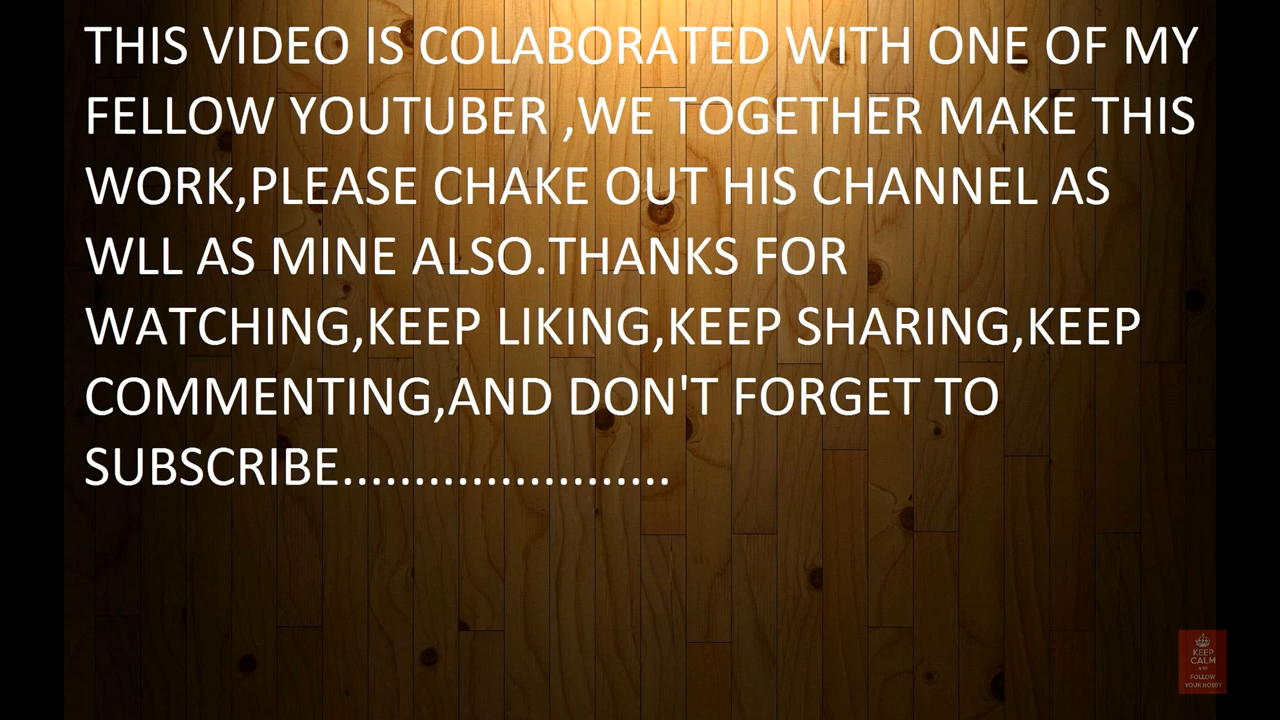 THIS VIDEO IS COLABORATED WITH ONE OF MY
FELLOW YOUTUBER ,WE TOGETHER MAKE THIS
WORK,PLEASE CHAKE OUT HIS CHANNEL AS
WLL AS MINE ALSO.THANKS FOR
WATCHING,KEEP LIKING,KEEP SHARING,KEEP
COMMENTING,AND DON'T FORGET TO
SUBSCRIBE.......................
KEEP
CALM
AND
FOLLOW
YOUR HOBBY